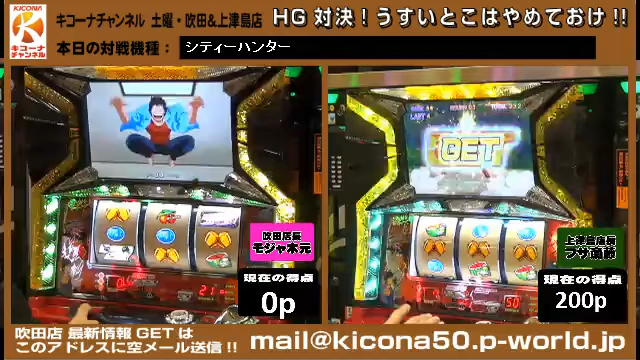 KICONA
キコーナ
チャンネル
キコーナチャンネル 土曜・吹田&上津島店
HG対決！うすいとこはやめておけ!!
本日の対戦機種：シティーハンター
GET
吹田店長
モジャ木元
現在の得点
0p
上津島店長
現在の得点
200p
吹田店 最新情報GETは
このアドレスに空メール送信!!
mail@kicona50.p-world.jp